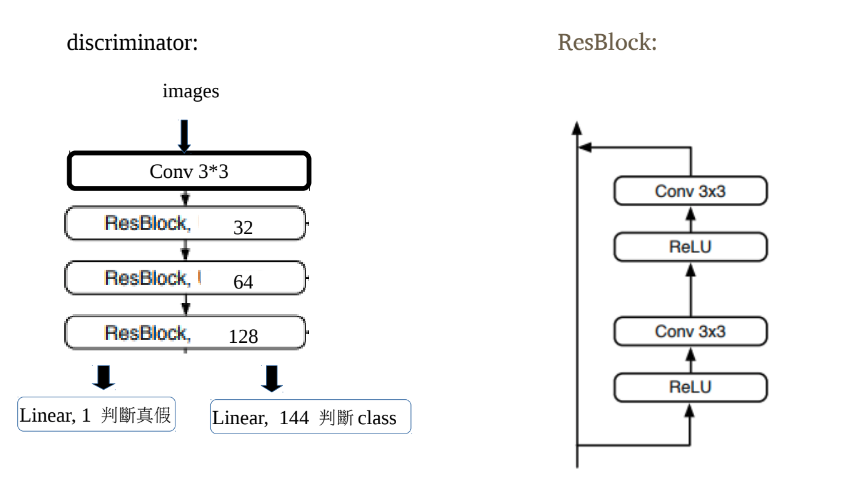 discriminator:
images
Conv 3*3
ResBlock, 32
ResBlock, 64
ResBlock, 128
Linear, 1 判斷真假
Linear, 144 判斷 class
ResBlock:
Conv 3x3
ReLU
Conv 3x3
ReLU